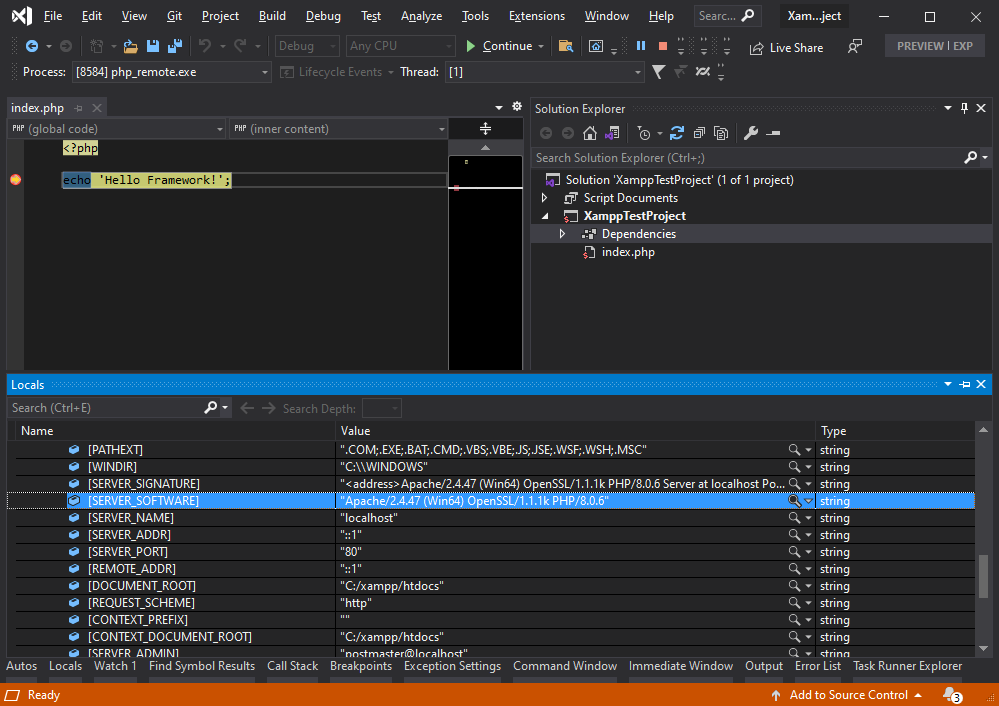 File Edit View Git Project Build Debug Test Analyze Tools Extensions Window Help Searc... Xam...ject
Debug Any CPU Continue Live Share PREVIEW | EXP
Process: [8584] php_remote.exe Lifecycle Events Thread: [1]
index.php
PHP (global code) PHP (inner content)
<?php
echo 'Hello Framework!';
Solution Explorer
Search Solution Explorer (Ctrl+;)
Solution 'XamppTestProject' (1 of 1 project)
Script Documents
XamppTestProject
Dependencies
index.php
Locals
Search (Ctrl+E) Search Depth:
Name Value Type
[PATHEXT] ".COM;.EXE;.BAT;.CMD;.VBS;.VBE;.JS;.JSE;.WSF;.WSH;.MSC" string
[WINDIR] "C:\\WINDOWS" string
[SERVER_SIGNATURE] "<address>Apache/2.4.47 (Win64) OpenSSL/1.1.1k PHP/8.0.6 Server at localhost Po... string
[SERVER_SOFTWARE] "Apache/2.4.47 (Win64) OpenSSL/1.1.1k PHP/8.0.6" string
[SERVER_NAME] "localhost" string
[SERVER_ADDR] "::1" string
[SERVER_PORT] "80" string
[REMOTE_ADDR] "::1" string
[DOCUMENT_ROOT] "C:/xampp/htdocs" string
[REQUEST_SCHEME] "http" string
[CONTEXT_PREFIX] "" string
[CONTEXT_DOCUMENT_ROOT] "C:/xampp/htdocs" string
[SERVER_ADMIN] "postmaster@localhost" string
Autos Locals Watch 1 Find Symbol Results Call Stack Breakpoints Exception Settings Command Window Immediate Window Output Error List Task Runner Explorer
Ready Add to Source Control 3